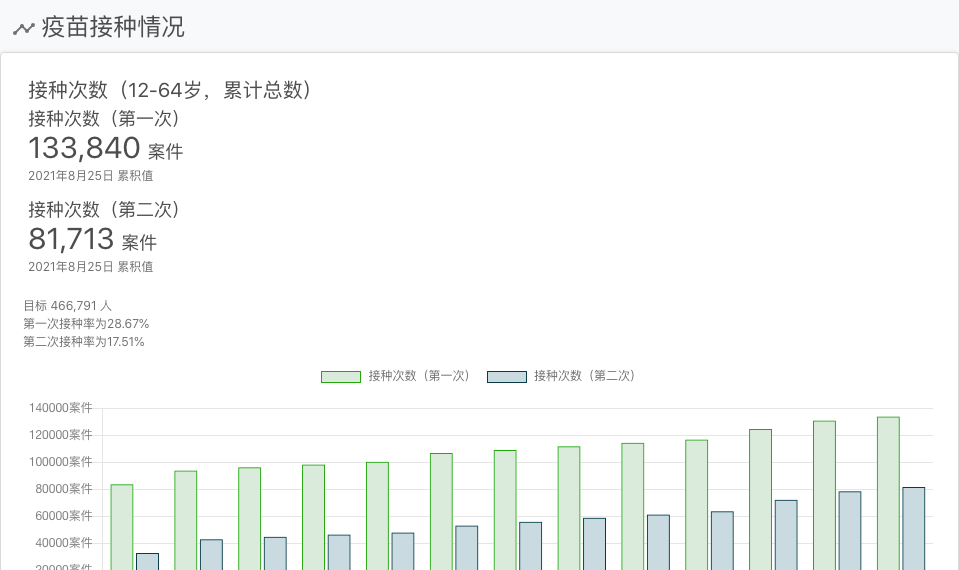 疫苗接种情况
接种次数（12-64岁，累计总数）
接种次数（第一次）
133,840 案件
2021年8月25日 累积值
接种次数（第二次）
81,713 案件
2021年8月25日 累积值
目标 466,791 人
第一次接种率为28.67%
第二次接种率为17.51%
接种次数（第一次） 接种次数（第二次）
140000案件
120000案件
100000案件
80000案件
60000案件
40000案件
20000案件